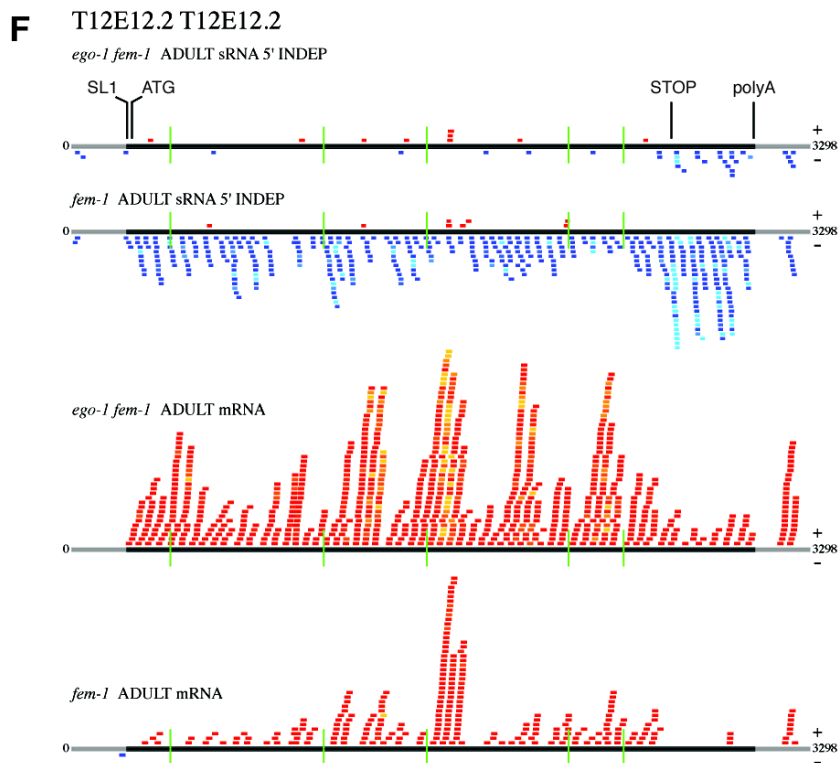 F
T12E12.2 T12E12.2
ego-1 fem-1 ADULT sRNA 5' INDEP
SL1 ATG STOP polyA
+
0 3298
-
fem-1 ADULT sRNA 5' INDEP
+
0 3298
-
ego-1 fem-1 ADULT mRNA
+
0 3298
-
fem-1 ADULT mRNA
+
0 3298
-